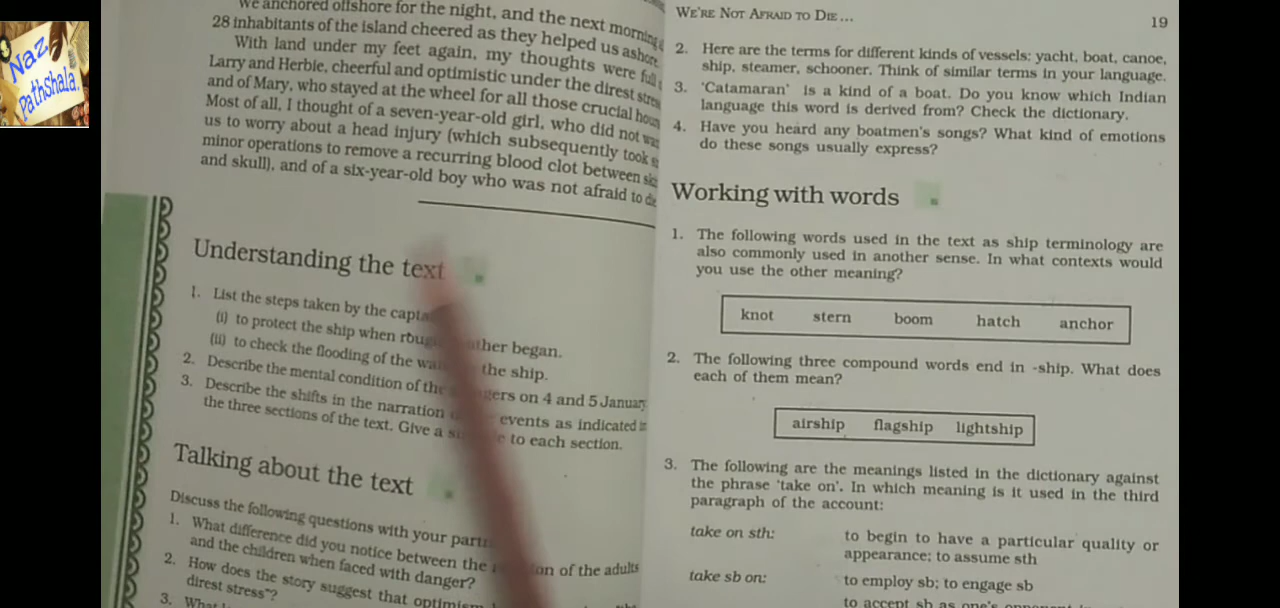 Naz
Pathshala.
We anchored offshore for the night, and the next morning
28 inhabitants of the island cheered as they helped us ashore.
With land under my feet again, my thoughts were full
Larry and Herbie, cheerful and optimistic under the direst
and of Mary, who stayed at the wheel for all those crucial
Most of all, I thought of a seven-year-old girl, who did not
us to worry about a head injury (which subsequently took
minor operations to remove a recurring blood clot between
and skull), and of a six-year-old boy who was not afraid to
Understanding the text
1. List the steps taken by the
(i) to protect the ship when began.
(ii) to check the flooding of the the ship.
2. Describe the mental condition of the on 4 and 5 January
3. Describe the shifts in the narration events as indicated
the three sections of the text. Give a to each section.
Talking about the text
Discuss the following questions with your
1. What difference did you notice between the of the adults
and the children when faced with danger?
2. How does the story suggest that
direst stress"?
3.
WE'RE NOT AFRAID TO DIE...
19
2. Here are the terms for different kinds of vessels: yacht, boat, canoe,
ship, steamer, schooner. Think of similar terms in your language.
3. 'Catamaran' is a kind of a boat. Do you know which Indian
language this word is derived from? Check the dictionary.
4. Have you heard any boatmen's songs? What kind of emotions
do these songs usually express?
Working with words
1. The following words used in the text as ship terminology are
also commonly used in another sense. In what contexts would
you use the other meaning?
knot stern boom hatch anchor
2. The following three compound words end in -ship. What does
each of them mean?
airship flagship lightship
3. The following are the meanings listed in the dictionary against
the phrase 'take on'. In which meaning is it used in the third
paragraph of the account:
take on sth: to begin to have a particular quality or
appearance; to assume sth
take sb on: to employ sb; to engage sb
to accept sb as one's